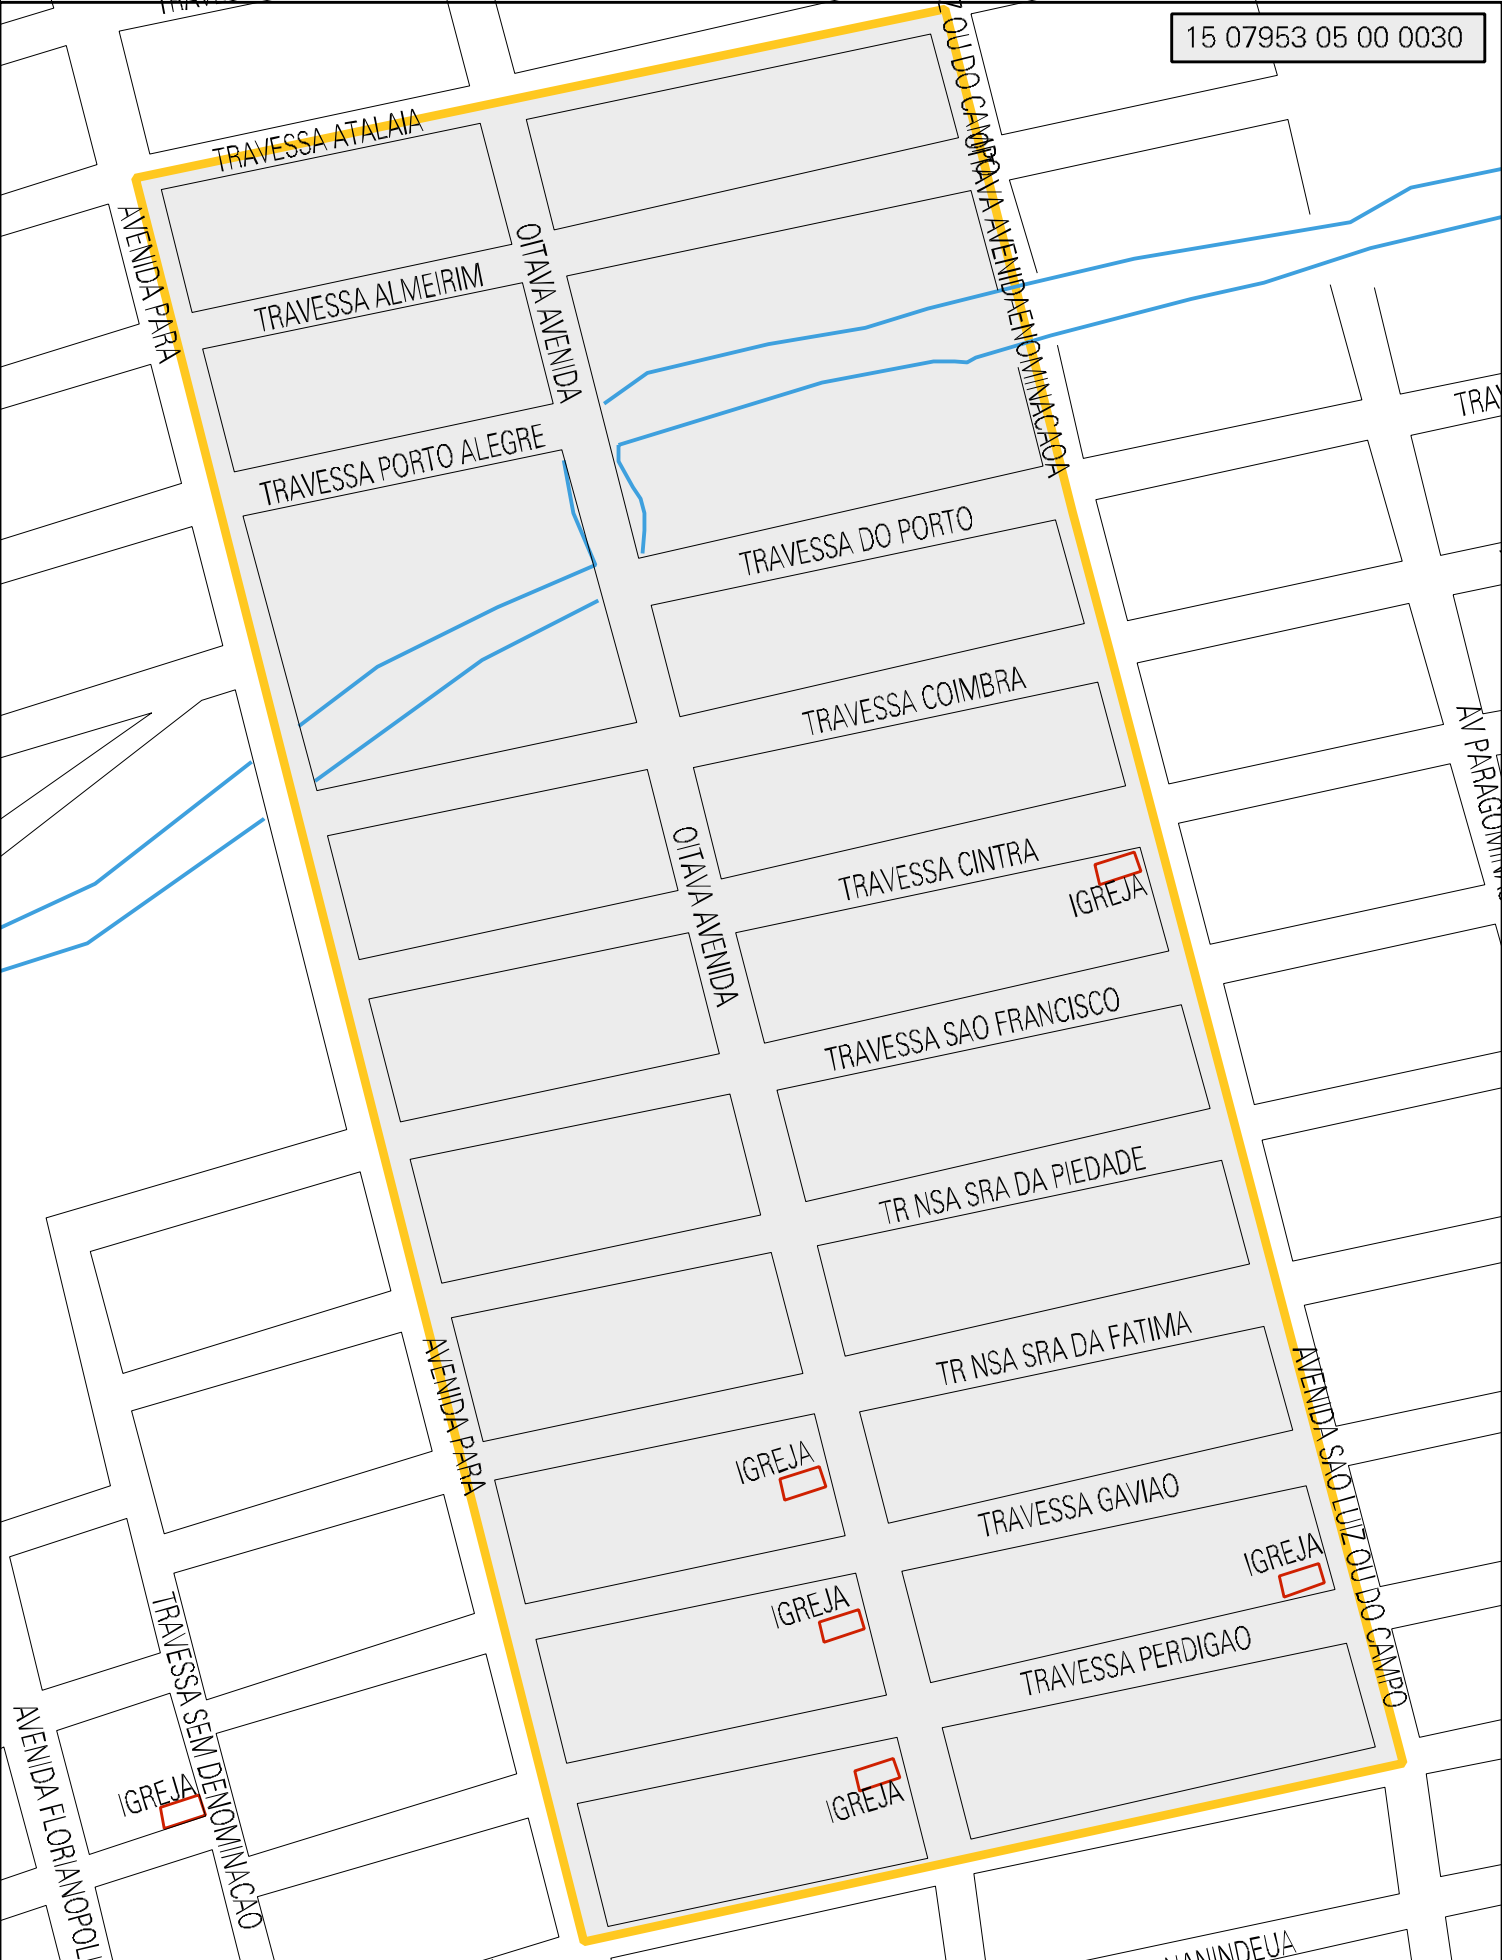 15 07953 05 00 0030
TRAVESSA ATALAIA
AVENIDA PARA
OITAVA AVENIDA
TRAVESSA ALMEIRIM
TRAVESSA PORTO ALEGRE
TRAVESSA DO PORTO
TRAVESSA COIMBRA
OITAVA AVENIDA
TRAVESSA CINTRA
IGREJA
TRAVESSA SAO FRANCISCO
TR NSA SRA DA PIEDADE
TR NSA SRA DA FATIMA
AVENIDA PARA
AVENIDA SAO LUIZ OU DO CAMPO
IGREJA
TRAVESSA GAVIAO
IGREJA
IGREJA
TRAVESSA PERDIGAO
TRAVESSA SEM DENOMINACAO
IGREJA
IGREJA